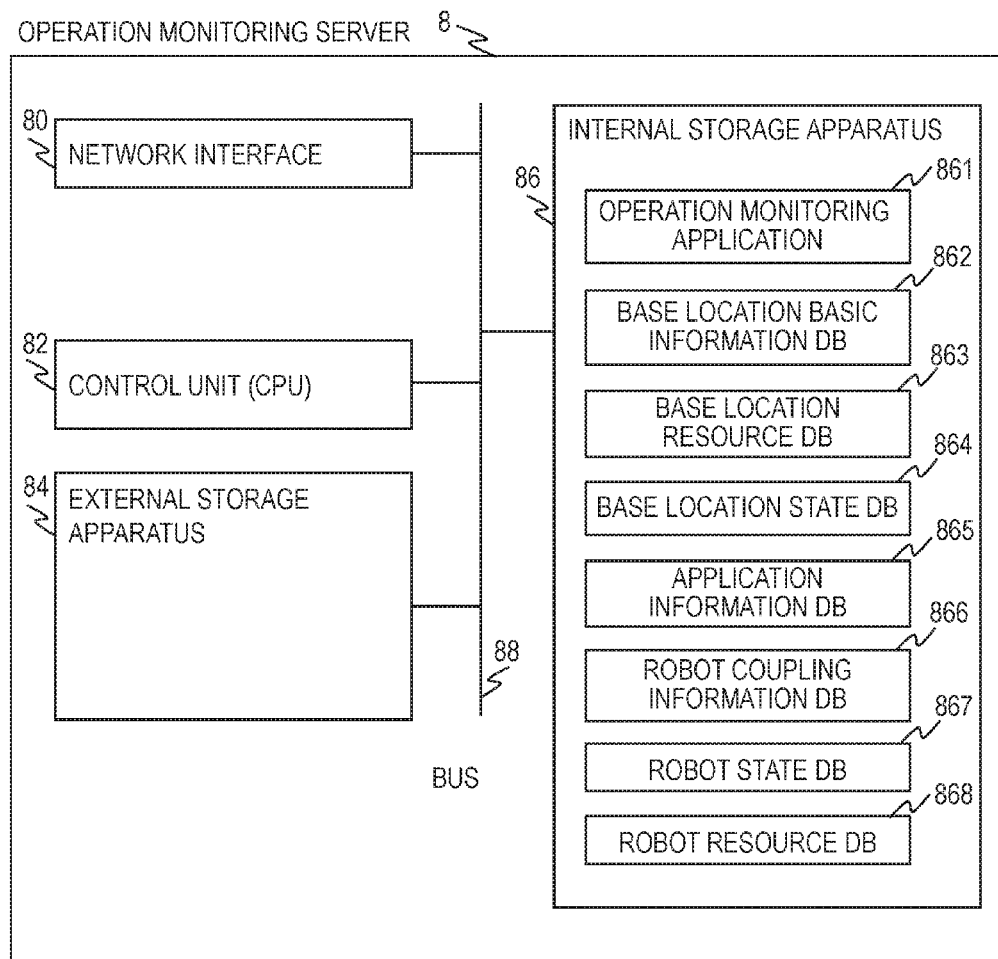 OPERATION MONITORING SERVER
8
80
NETWORK INTERFACE
82
CONTROL UNIT (CPU)
84
EXTERNAL STORAGE
APPARATUS
88
BUS
INTERNAL STORAGE APPARATUS
86
861
OPERATION MONITORING
APPLICATION
862
BASE LOCATION BASIC
INFORMATION DB
863
BASE LOCATION
RESOURCE DB
864
BASE LOCATION STATE DB
865
APPLICATION
INFORMATION DB
866
ROBOT COUPLING
INFORMATION DB
867
ROBOT STATE DB
868
ROBOT RESOURCE DB